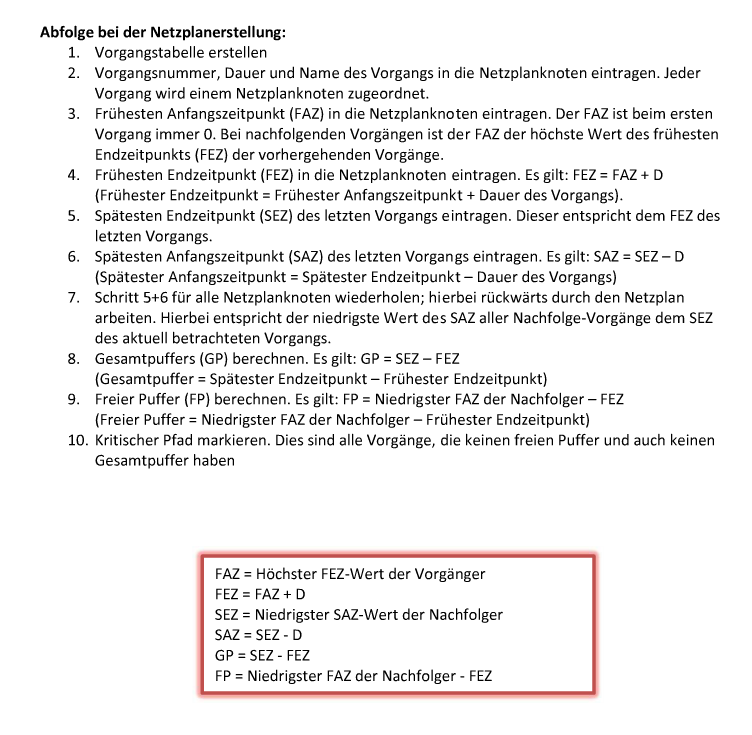 Abfolge bei der Netzplanerstellung:
1. Vorgangstabelle erstellen
2. Vorgangsnummer, Dauer und Name des Vorgangs in die Netzplanknoten eintragen. Jeder
Vorgang wird einem Netzplanknoten zugeordnet.
3. Frühesten Anfangszeitpunkt (FAZ) in die Netzplanknoten eintragen. Der FAZ ist beim ersten
Vorgang immer 0. Bei nachfolgenden Vorgängen ist der FAZ der höchste Wert des frühesten
Endzeitpunkts (FEZ) der vorhergehenden Vorgänge.
4. Frühesten Endzeitpunkt (FEZ) in die Netzplanknoten eintragen. Es gilt: FEZ = FAZ + D
(Frühester Endzeitpunkt = Frühester Anfangszeitpunkt + Dauer des Vorgangs).
5. Spätesten Endzeitpunkt (SEZ) des letzten Vorgangs eintragen. Dieser entspricht dem FEZ des
letzten Vorgangs.
6. Spätesten Anfangszeitpunkt (SAZ) des letzten Vorgangs eintragen. Es gilt: SAZ = SEZ – D
(Spätester Anfangszeitpunkt = Spätester Endzeitpunkt – Dauer des Vorgangs)
7. Schritt 5+6 für alle Netzplanknoten wiederholen; hierbei rückwärts durch den Netzplan
arbeiten. Hierbei entspricht der niedrigste Wert des SAZ aller Nachfolge-Vorgänge dem SEZ
des aktuell betrachteten Vorgangs.
8. Gesamtpuffers (GP) berechnen. Es gilt: GP = SEZ – FEZ
(Gesamtpuffer = Spätester Endzeitpunkt – Frühester Endzeitpunkt)
9. Freier Puffer (FP) berechnen. Es gilt: FP = Niedrigster FAZ der Nachfolger – FEZ
(Freier Puffer = Niedrigster FAZ der Nachfolger – Frühester Endzeitpunkt)
10. Kritischer Pfad markieren. Dies sind alle Vorgänge, die keinen freien Puffer und auch keinen
Gesamtpuffer haben
FAZ = Höchster FEZ-Wert der Vorgänger
FEZ = FAZ + D
SEZ = Niedrigster SAZ-Wert der Nachfolger
SAZ = SEZ - D
GP = SEZ - FEZ
FP = Niedrigster FAZ der Nachfolger - FEZ